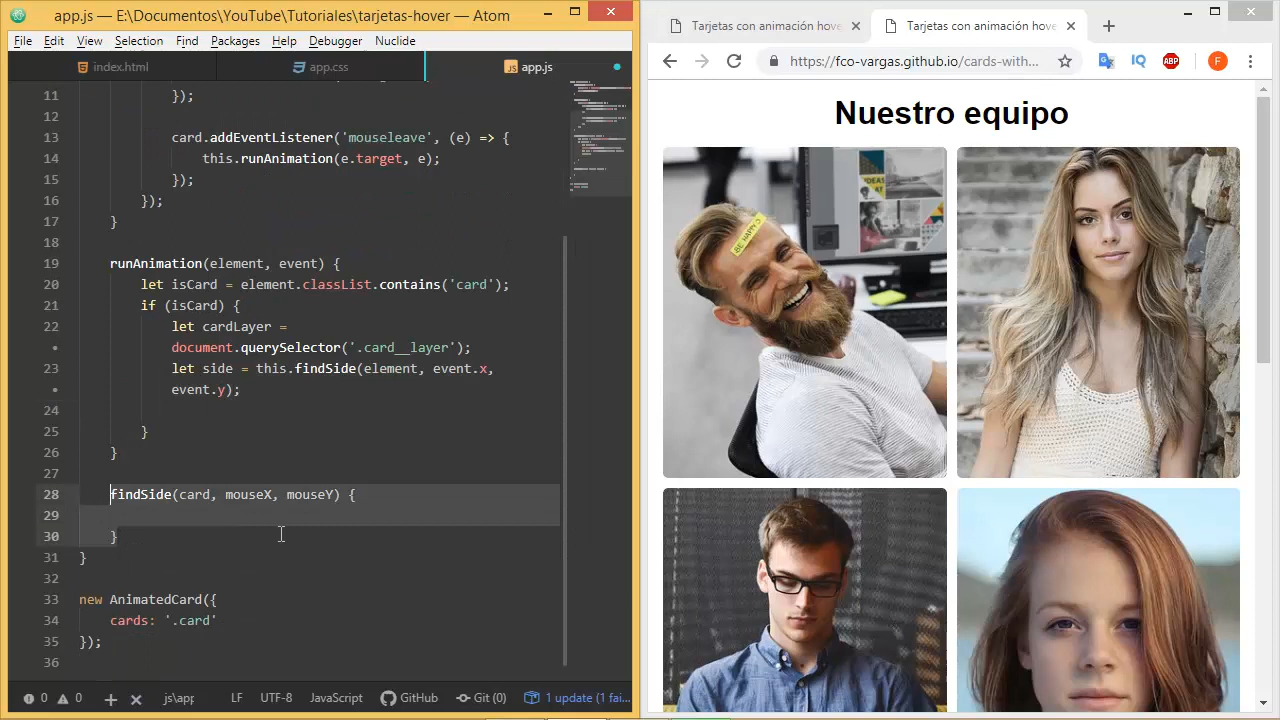 app.js — E:\Documentos\YouTube\Tutoriales\tarjetas-hover — Atom
File Edit View Selection Find Packages Help Debugger Nuclide
index.html app.css app.js
11 });
12
13 card.addEventListener('mouseleave', (e) => {
14 this.runAnimation(e.target, e);
15 });
16 });
17 }
18
19 runAnimation(element, event) {
20 let isCard = element.classList.contains('card');
21 if (isCard) {
22 let cardLayer =
• document.querySelector('.card__layer');
23 let side = this.findSide(element, event.x,
• event.y);
24
25 }
26 }
27
28 findSide(card, mouseX, mouseY) {
29
30 }
31 }
32
33 new AnimatedCard({
34 cards: '.card'
35 });
36
0 0 js\app LF UTF-8 JavaScript GitHub Git (0) 1 update (1 fai...
Tarjetas con animación hove Tarjetas con animación hove
https://fco-vargas.github.io/cards-with...
IQ ABP F
Nuestro equipo
BE HAPPY :)